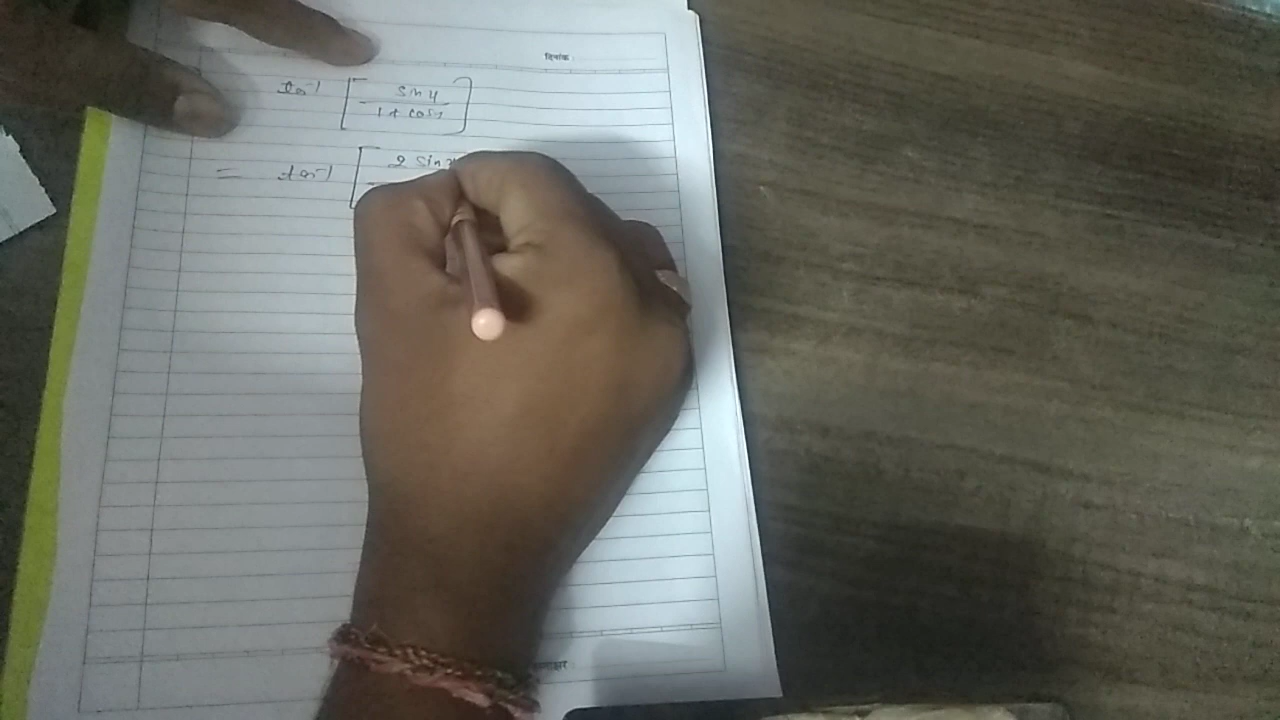 दिनांक
tan-1 [ sin x / 1 + cos x ]
= tan-1 [ 2 sin x